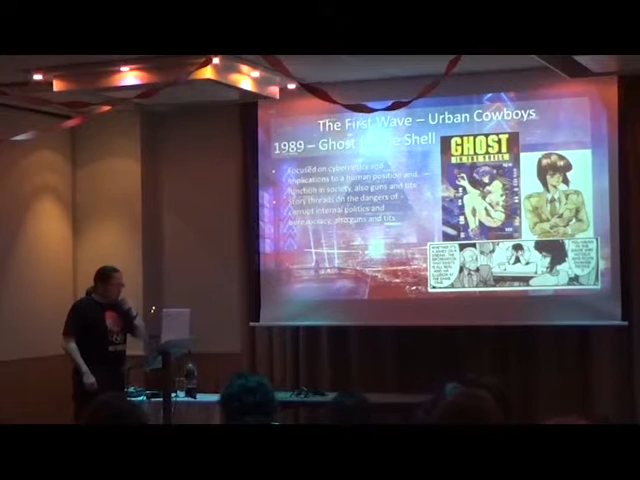 The First Wave – Urban Cowboys
1989 – Ghost in the Shell
Focused on cybernetics and
implications to a human position and
function in society, also guns and tits
Story threads on the dangers of
corrupt internal politics and
bureaucracy, also guns and tits
GHOST
IN THE SHELL